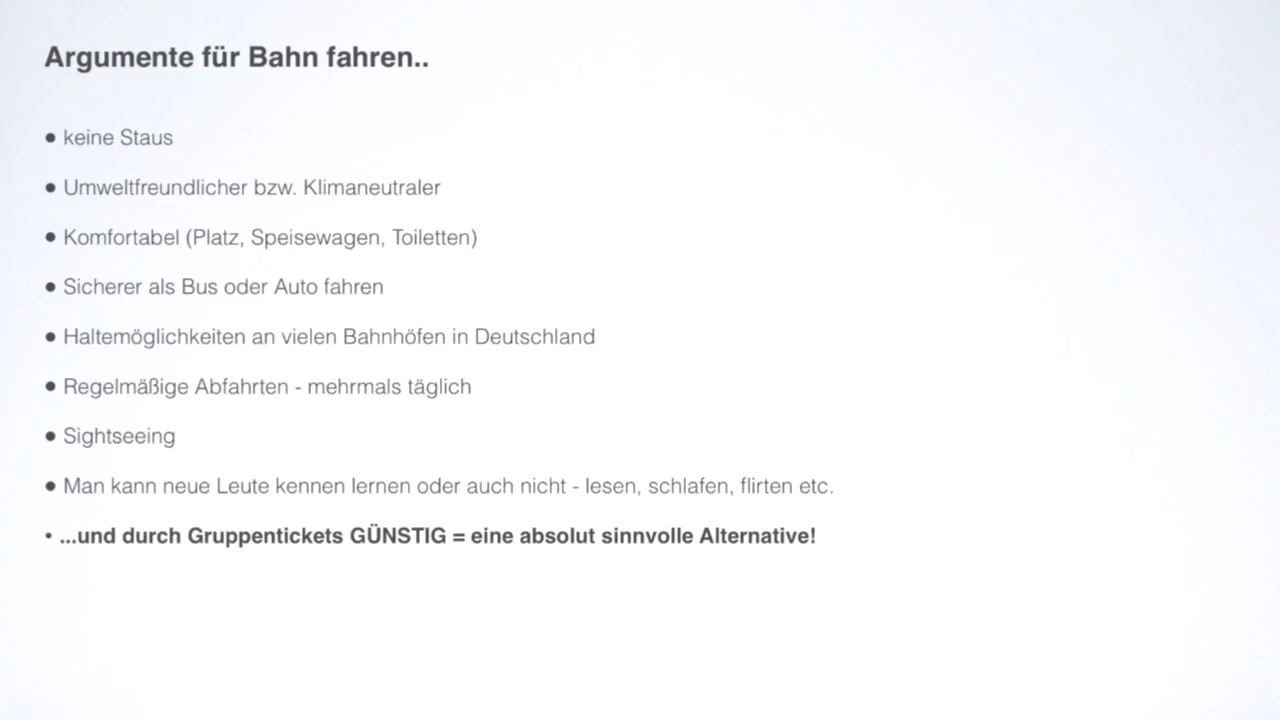 Argumente für Bahn fahren..
● keine Staus
● Umweltfreundlicher bzw. Klimaneutraler
● Komfortabel (Platz, Speisewagen, Toiletten)
● Sicherer als Bus oder Auto fahren
● Haltemöglichkeiten an vielen Bahnhöfen in Deutschland
● Regelmäßige Abfahrten - mehrmals täglich
● Sightseeing
● Man kann neue Leute kennen lernen oder auch nicht - lesen, schlafen, flirten etc.
• ...und durch Gruppentickets GÜNSTIG = eine absolut sinnvolle Alternative!